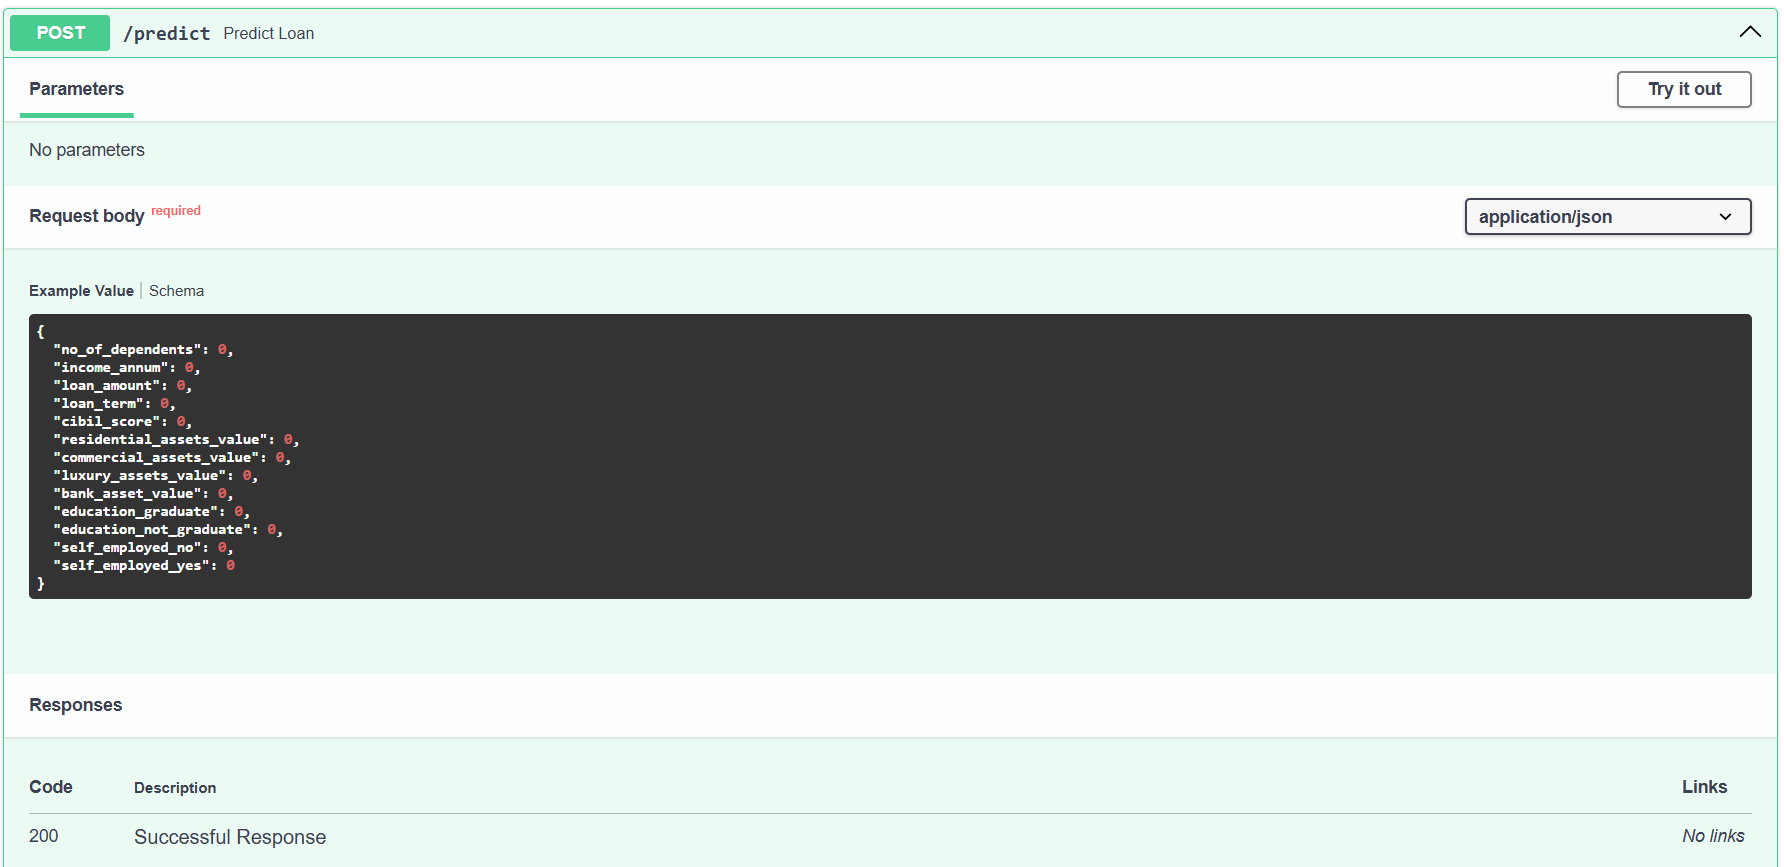 POST /predict Predict Loan
Parameters Try it out
No parameters
Request body required application/json
Example Value | Schema
{
  "no_of_dependents": 0,
  "income_annum": 0,
  "loan_amount": 0,
  "loan_term": 0,
  "cibil_score": 0,
  "residential_assets_value": 0,
  "commercial_assets_value": 0,
  "luxury_assets_value": 0,
  "bank_asset_value": 0,
  "education_graduate": 0,
  "education_not_graduate": 0,
  "self_employed_no": 0,
  "self_employed_yes": 0
}
Responses
Code Description Links
200 Successful Response No links